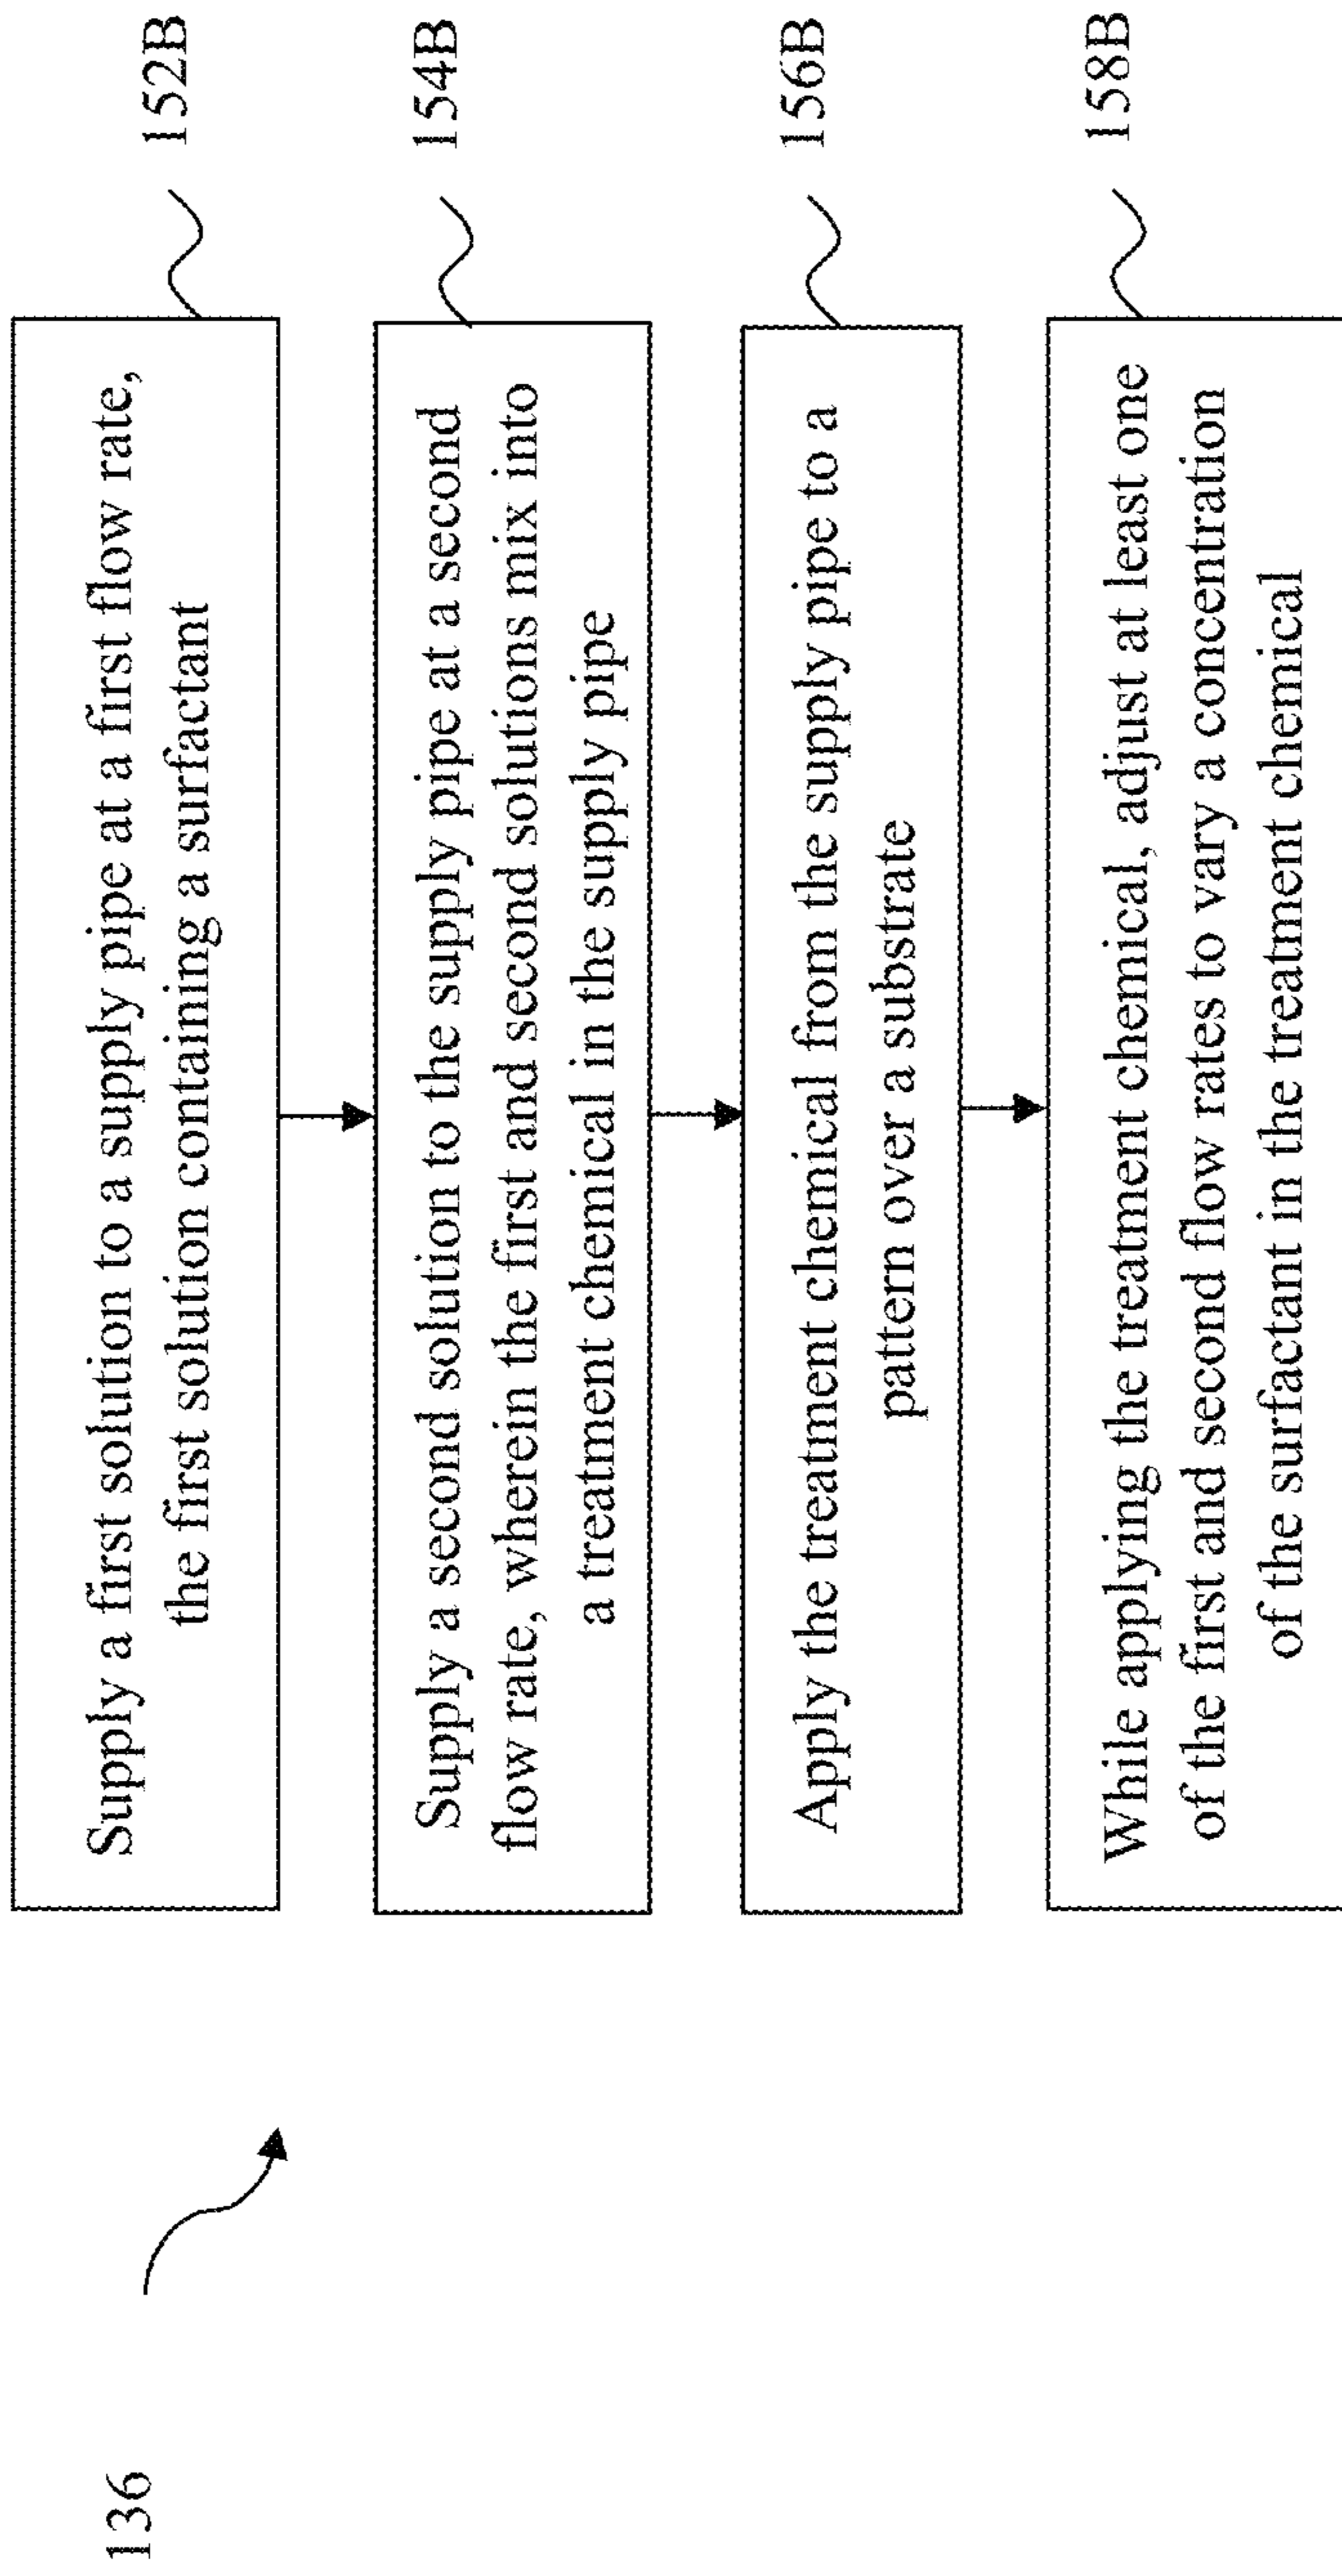 136
Supply a first solution to a supply pipe at a first flow rate,
the first solution containing a surfactant
152B
Supply a second solution to the supply pipe at a second
flow rate, wherein the first and second solutions mix into
a treatment chemical in the supply pipe
154B
Apply the treatment chemical from the supply pipe to a
pattern over a substrate
156B
While applying the treatment chemical, adjust at least one
of the first and second flow rates to vary a concentration
of the surfactant in the treatment chemical
158B